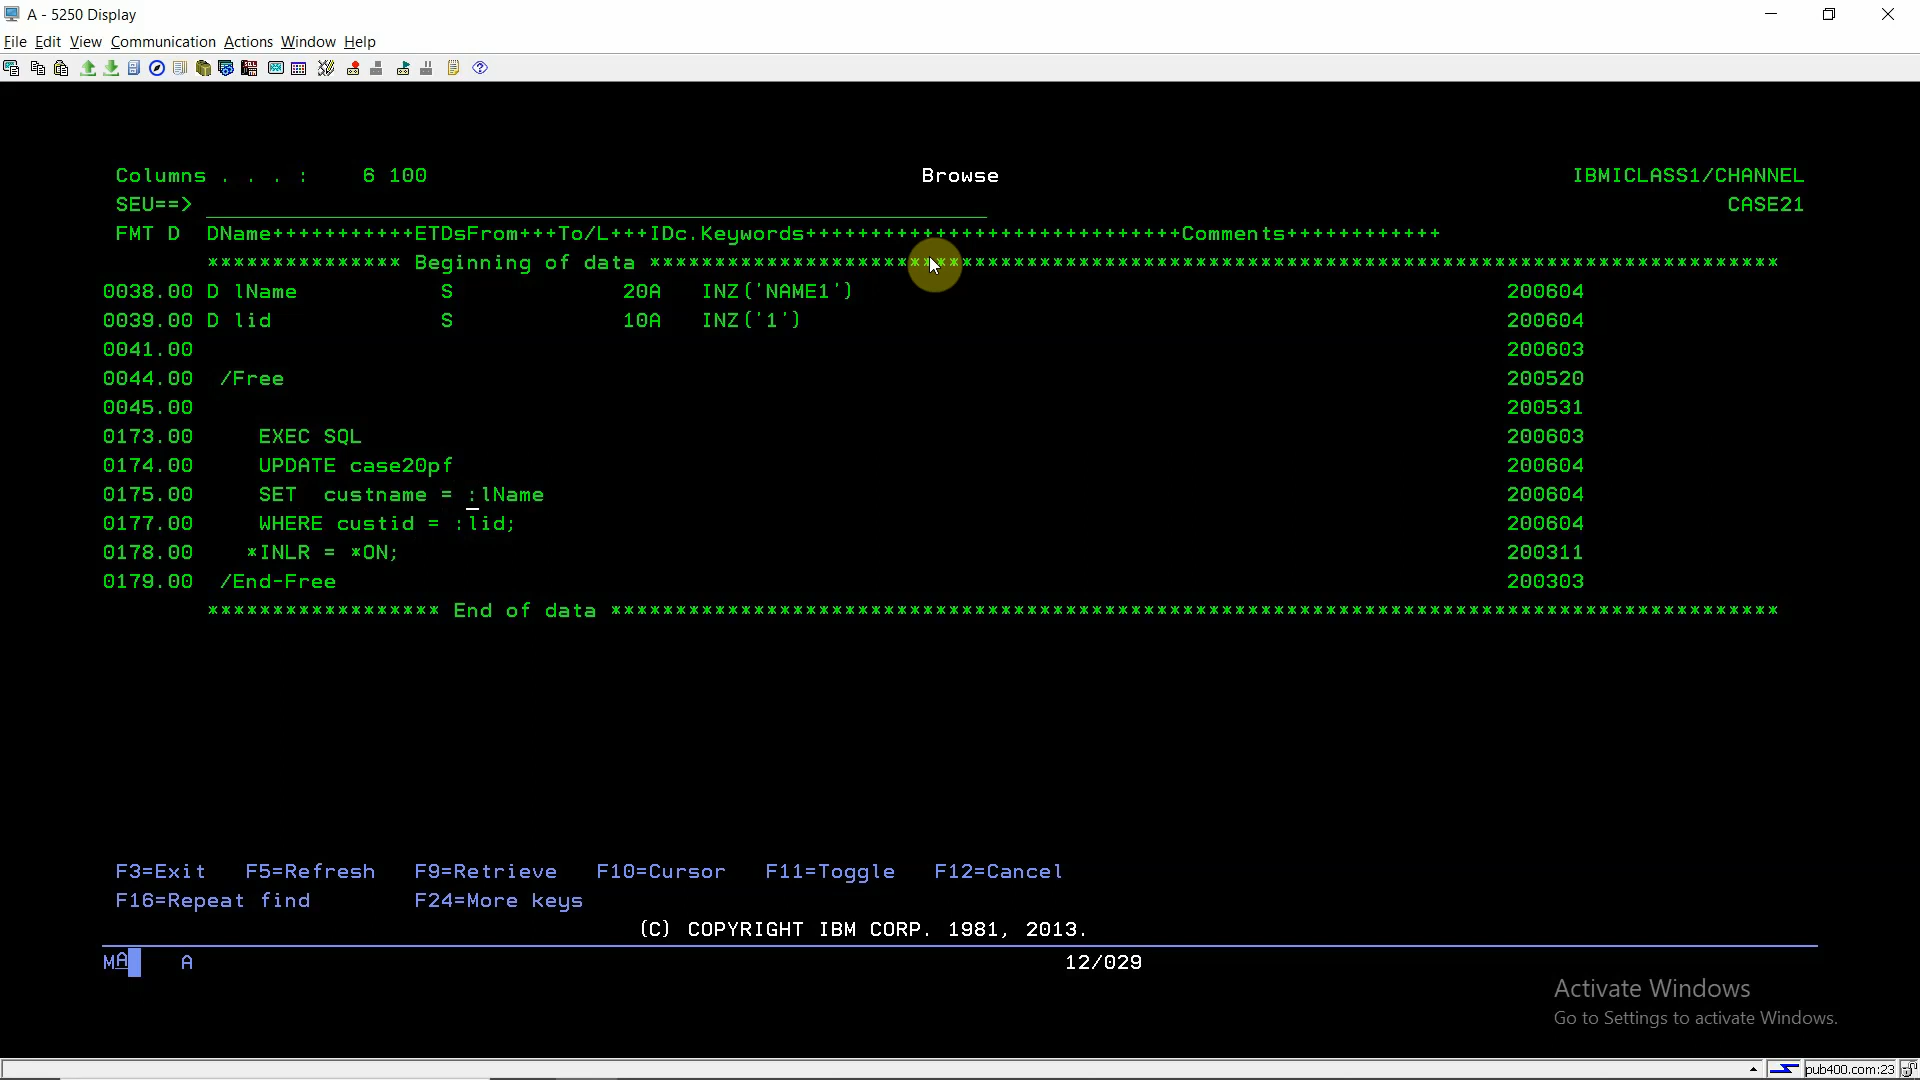 A - 5250 Display
File Edit View Communication Actions Window Help
Columns . . . : 6 100 Browse IBMICLASS1/CHANNEL
SEU==> CASE21
FMT D DName+++++++++++ETDsFrom+++To/L+++IDc.Keywords+++++++++++++++++++++++++++++Comments++++++++++++
*************** Beginning of data ***************************************************************************************
0038.00 D lName S 20A INZ('NAME1') 200604
0039.00 D lid S 10A INZ('1') 200604
0041.00 200603
0044.00 /Free 200520
0045.00 200531
0173.00 EXEC SQL 200603
0174.00 UPDATE case20pf 200604
0175.00 SET custname = :lName 200604
0177.00 WHERE custid = :lid; 200604
0178.00 *INLR = *ON; 200311
0179.00 /End-Free 200303
****************** End of data ******************************************************************************************
F3=Exit F5=Refresh F9=Retrieve F10=Cursor F11=Toggle F12=Cancel
F16=Repeat find F24=More keys
(C) COPYRIGHT IBM CORP. 1981, 2013.
MA A 12/029
Activate Windows
Go to Settings to activate Windows.
pub400.com:23